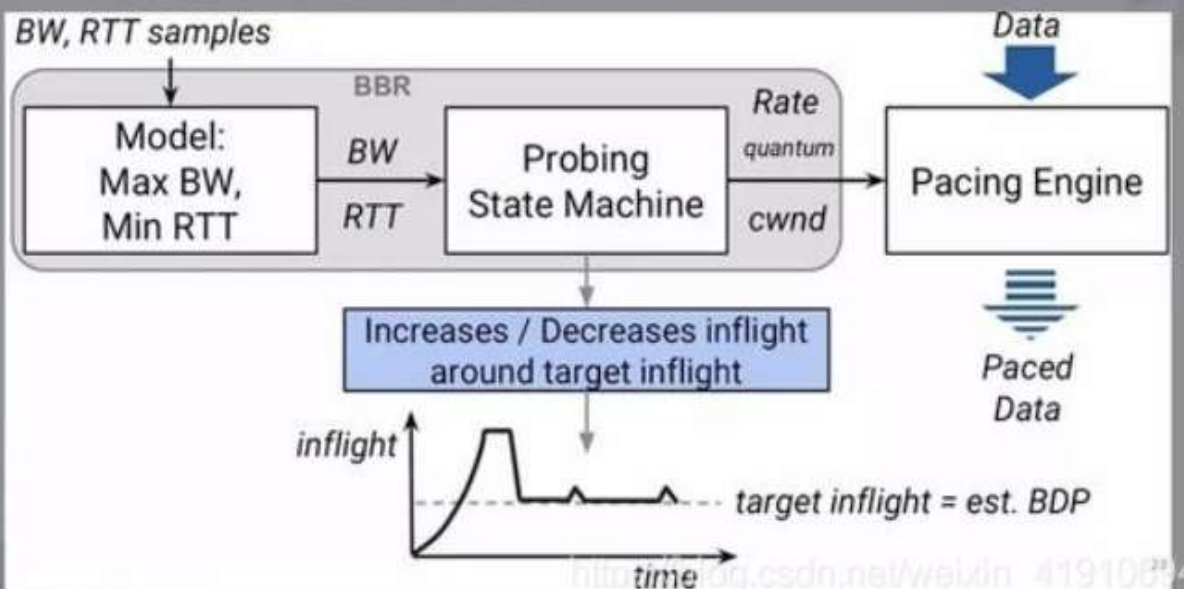 BW, RTT samples
BBR
Model:
Max BW,
Min RTT
BW
RTT
Probing
State Machine
Rate
quantum
cwnd
Data
Pacing Engine
Paced
Data
Increases / Decreases inflight
around target inflight
inflight
target inflight = est. BDP
time